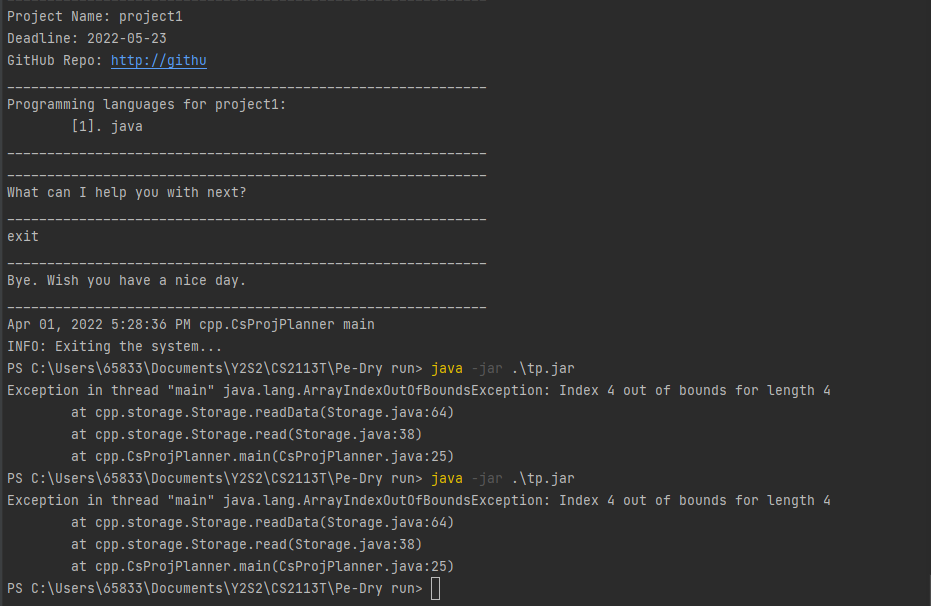 Project Name: project1
Deadline: 2022-05-23
GitHub Repo: http://githu
____________________________________________________________
Programming languages for project1:
        [1]. java
____________________________________________________________
____________________________________________________________
What can I help you with next?
____________________________________________________________
exit
____________________________________________________________
Bye. Wish you have a nice day.
____________________________________________________________
Apr 01, 2022 5:28:36 PM cpp.CsProjPlanner main
INFO: Exiting the system...
PS C:\Users\65833\Documents\Y2S2\CS2113T\Pe-Dry run> java -jar .\tp.jar
Exception in thread "main" java.lang.ArrayIndexOutOfBoundsException: Index 4 out of bounds for length 4
        at cpp.storage.Storage.readData(Storage.java:64)
        at cpp.storage.Storage.read(Storage.java:38)
        at cpp.CsProjPlanner.main(CsProjPlanner.java:25)
PS C:\Users\65833\Documents\Y2S2\CS2113T\Pe-Dry run> java -jar .\tp.jar
Exception in thread "main" java.lang.ArrayIndexOutOfBoundsException: Index 4 out of bounds for length 4
        at cpp.storage.Storage.readData(Storage.java:64)
        at cpp.storage.Storage.read(Storage.java:38)
        at cpp.CsProjPlanner.main(CsProjPlanner.java:25)
PS C:\Users\65833\Documents\Y2S2\CS2113T\Pe-Dry run>